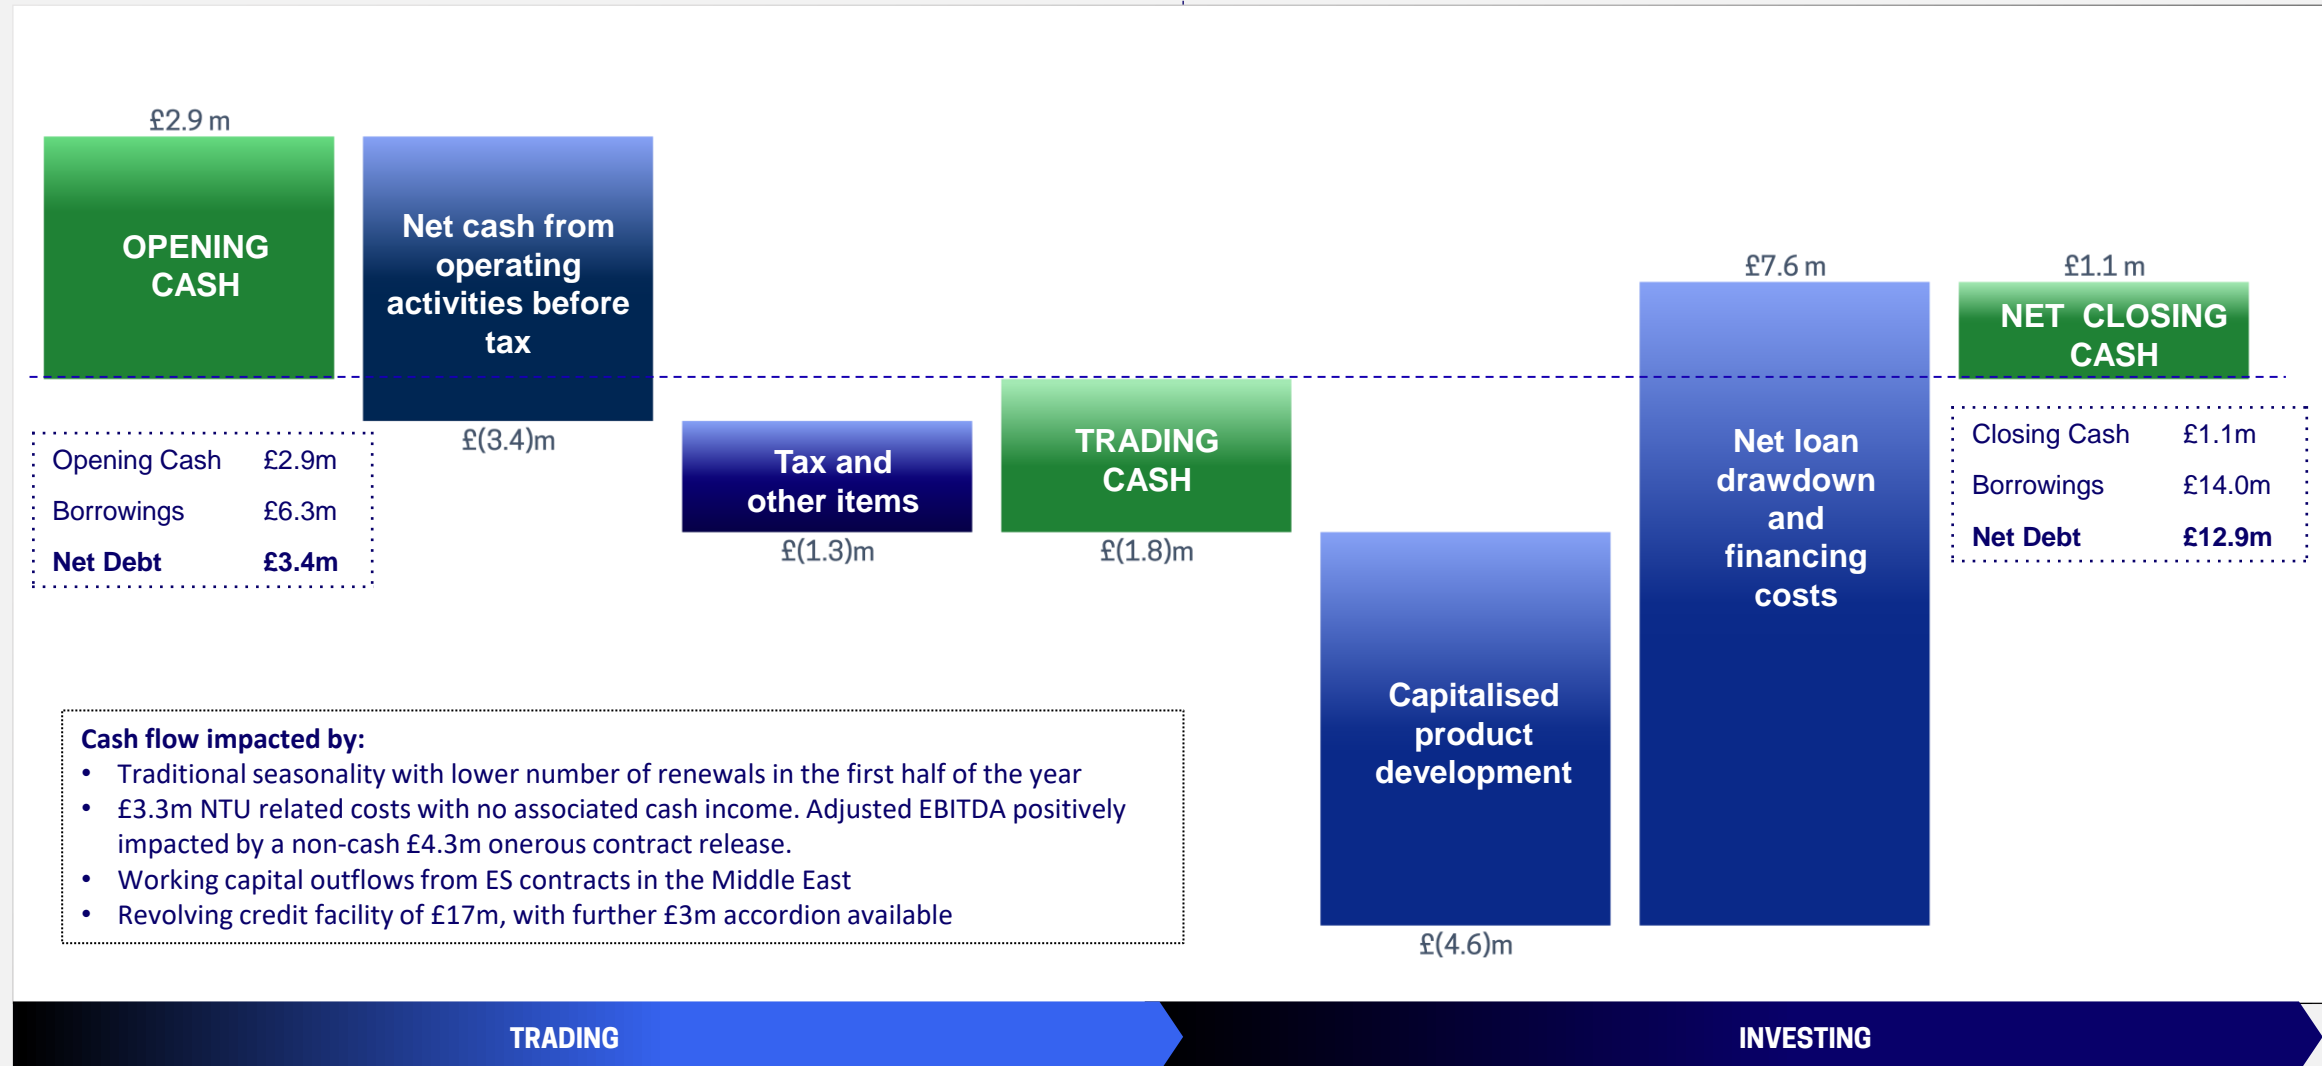 £2.9 m
OPENING
CASH
Net cash from
operating
activities before
tax
£(3.4)m
Tax and
other items
£(1.3)m
TRADING
CASH
£(1.8)m
Capitalised
product
development
£(4.6)m
£7.6 m
Net loan
drawdown
and
financing
costs
£1.1 m
NET CLOSING
CASH
Opening Cash £2.9m
Borrowings £6.3m
Net Debt £3.4m
Closing Cash £1.1m
Borrowings £14.0m
Net Debt £12.9m
Cash flow impacted by:
• Traditional seasonality with lower number of renewals in the first half of the year
• £3.3m NTU related costs with no associated cash income. Adjusted EBITDA positively
impacted by a non-cash £4.3m onerous contract release.
• Working capital outflows from ES contracts in the Middle East
• Revolving credit facility of £17m, with further £3m accordion available
TRADING
INVESTING